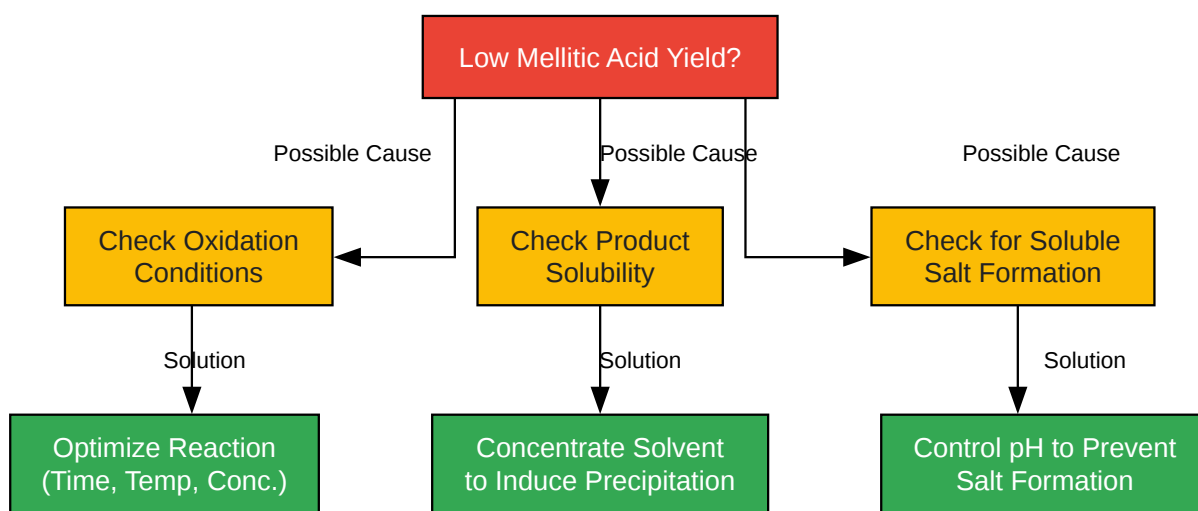 Low Mellitic Acid Yield?
Possible Cause
Possible Cause
Possible Cause
Check Oxidation
Conditions
Check Product
Solubility
Check for Soluble
Salt Formation
Solution
Solution
Solution
Optimize Reaction
(Time, Temp, Conc.)
Concentrate Solvent
to Induce Precipitation
Control pH to Prevent
Salt Formation